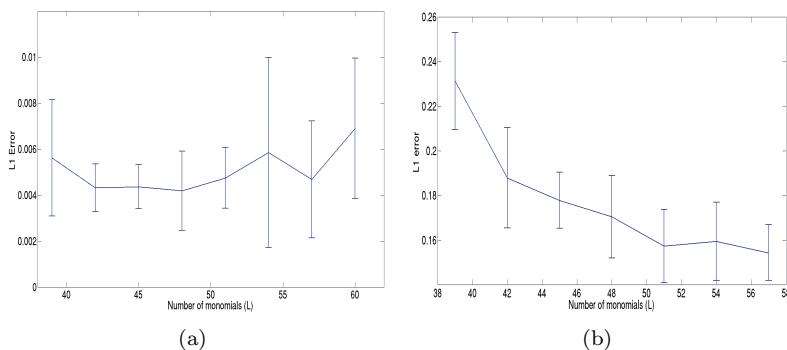 0.01
0.008
0.006
0.004
0.002
0
L1 Error
40 45 50 55 60
Number of monomials (L)
(a)
0.26
0.24
0.22
0.2
0.18
0.16
L1 error
38 40 42 44 46 48 50 52 54 56
Number of monomials (L)
(b)